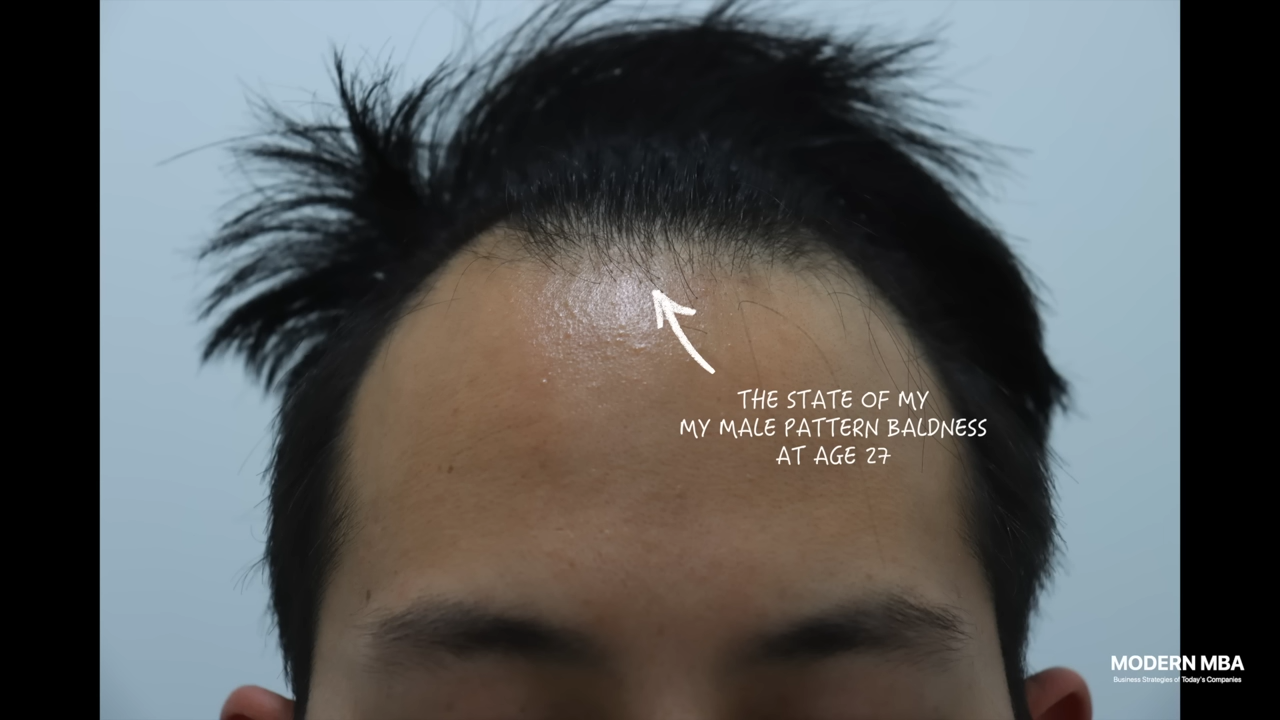 THE STATE OF MY
MY MALE PATTERN BALDNESS
AT AGE 27
MODERN MBA
Business Strategies of Today's Companies